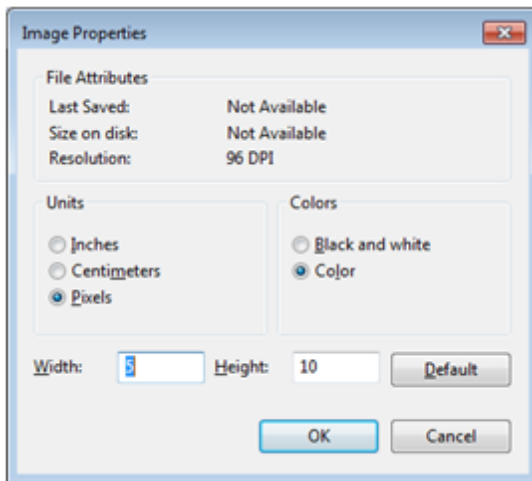 Image Properties
File Attributes
Last Saved: Not Available
Size on disk: Not Available
Resolution: 96 DPI
Units
Colors
Inches
Black and white
Centimeters
Color
Pixels
Width: 5 Height: 10 Default
OK Cancel